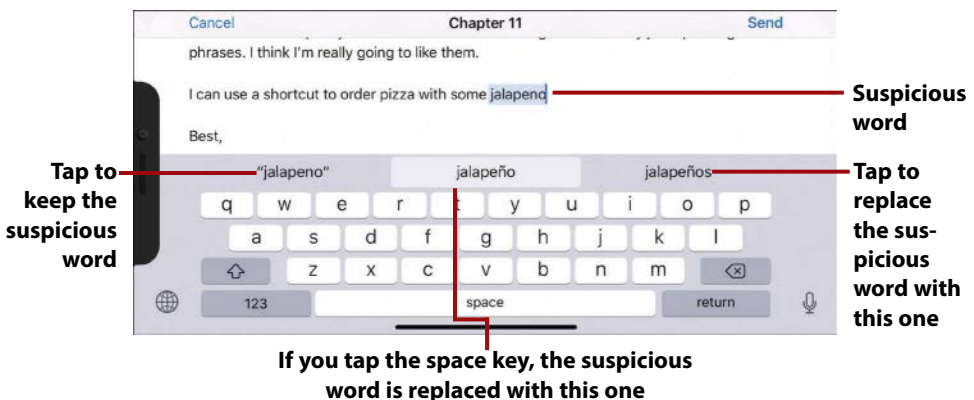 Cancel Chapter 11 Send
phrases. I think I'm really going to like them.
I can use a shortcut to order pizza with some jalapeno
Suspicious
word
Best,
Tap to
keep the
suspicious
word
"jalapeno" jalapeño jalapeños
Tap to
replace
the sus-
picious
word with
this one
q w e r t y u i o p
a s d f g h j k l
z x c v b n m
123 space return
If you tap the space key, the suspicious
word is replaced with this one